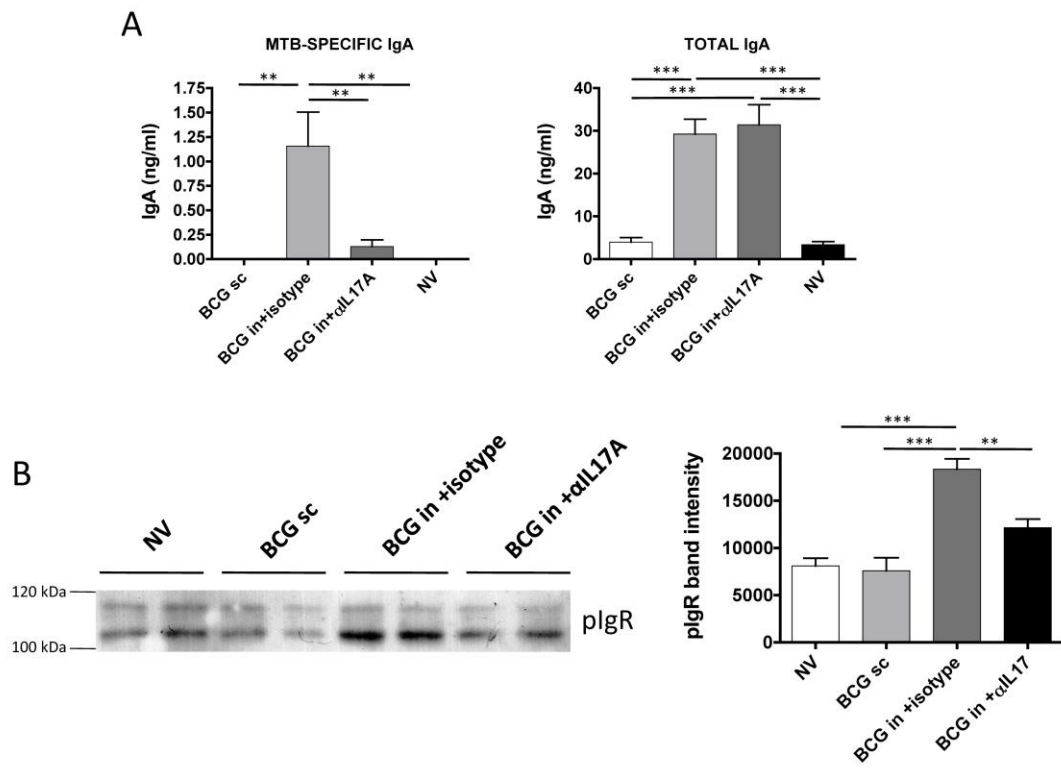 A
MTB-SPECIFIC IgA
** **
**
IgA (ng/ml)
1.75
1.50
1.25
1.00
0.75
0.50
0.25
0.00
BCG sc
BCG in+isotype
BCG in+αIL17A
NV
TOTAL IgA
*** ***
*** ***
IgA (ng/ml)
40
30
20
10
0
BCG sc
BCG in+isotype
BCG in+αIL17A
NV
B
NV
BCG sc
BCG in +isotype
BCG in +αIL17A
120 kDa
100 kDa
pIgR
***
*** **
pIgR band intensity
20000
15000
10000
5000
0
NV
BCG sc
BCG in +isotype
BCG in +αIL17